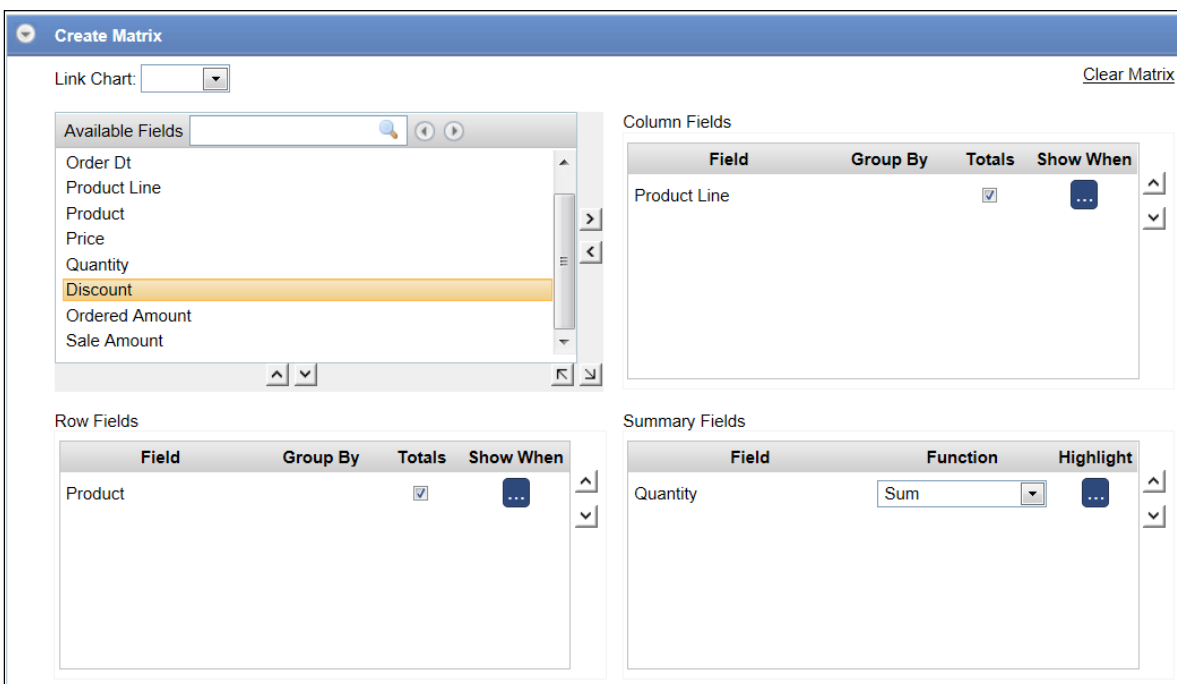 Create Matrix
Link Chart:
Clear Matrix
Available Fields
Order Dt
Product Line
Product
Price
Quantity
Discount
Ordered Amount
Sale Amount
Column Fields
Field Group By Totals Show When
Product Line ...
Row Fields
Field Group By Totals Show When
Product ...
Summary Fields
Field Function Highlight
Quantity Sum ...